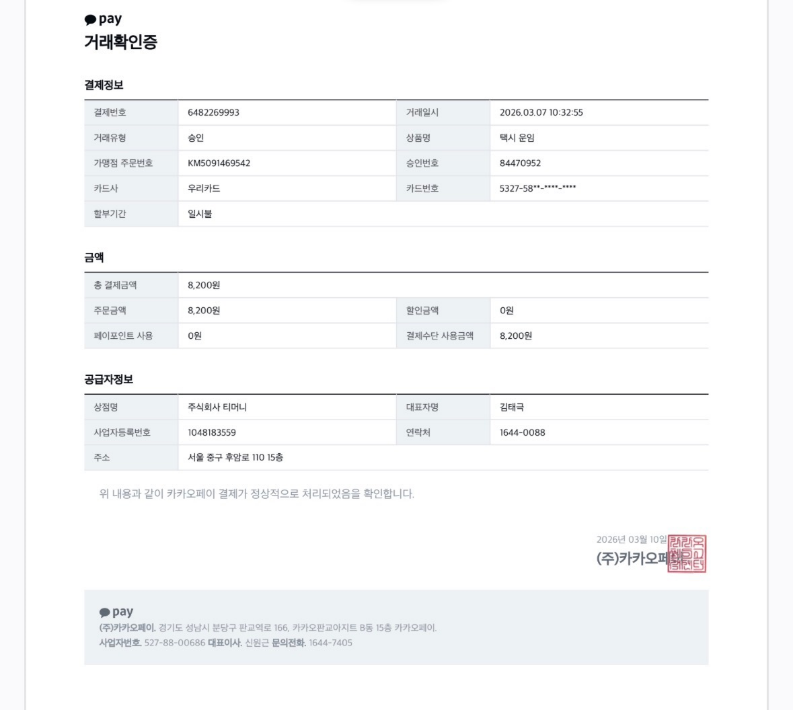 pay
거래확인증
결제정보
결제번호 6482269993 거래일시 2026.03.07 10:32:55
거래유형 승인 상품명 택시 운임
가맹점 주문번호 KM5091469542 승인번호 84470952
카드사 우리카드 카드번호 5327-58**-****-****
할부기간 일시불
금액
총 결제금액 8,200원
주문금액 8,200원 할인금액 0원
페이포인트 사용 0원 결제수단 사용금액 8,200원
공급자정보
상점명 주식회사 티머니 대표자명 김태극
사업자등록번호 1048183559 연락처 1644-0088
주소 서울 중구 후암로 110 15층
위 내용과 같이 카카오페이 결제가 정상적으로 처리되었음을 확인합니다.
2026년 03월 10일
(주)카카오페이
pay
(주)카카오페이. 경기도 성남시 분당구 판교역로 166, 카카오판교아지트 B동 15층 카카오페이.
사업자번호. 527-88-00686 대표이사. 신원근 문의전화. 1644-7405